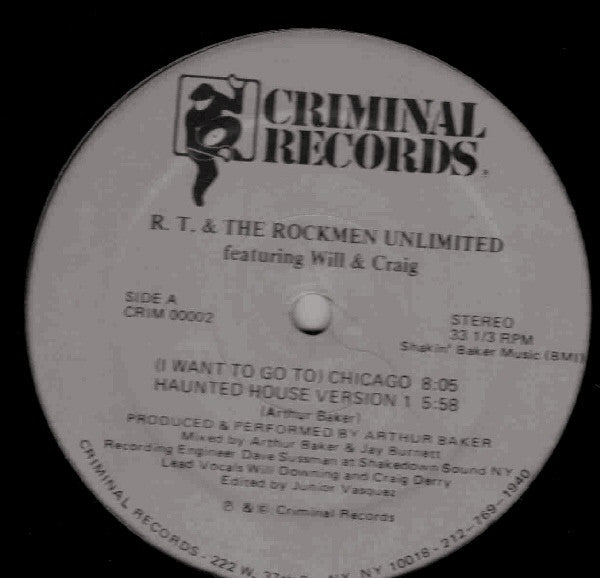 CRIMINAL
RECORDS
R. T. & THE ROCKMEN UNLIMITED
featuring Will & Craig
SIDE A
CRIM 00002
STEREO
33 1/3 RPM
Shakin' Baker Music (BMI)
(I WANT TO GO TO) CHICAGO 8:05
HAUNTED HOUSE VERSION 1 5:58
(Arthur Baker)
PRODUCED & PERFORMED BY ARTHUR BAKER
Mixed by Arthur Baker & Jay Burnett
Recording Engineer Dave Sussman at Shakedown Sound NY
Lead Vocals Will Downing and Craig Derry
Edited by Junior Vasquez
℗ & © Criminal Records
CRIMINAL RECORDS - 222 W. NY 10018 - 212-769-1940